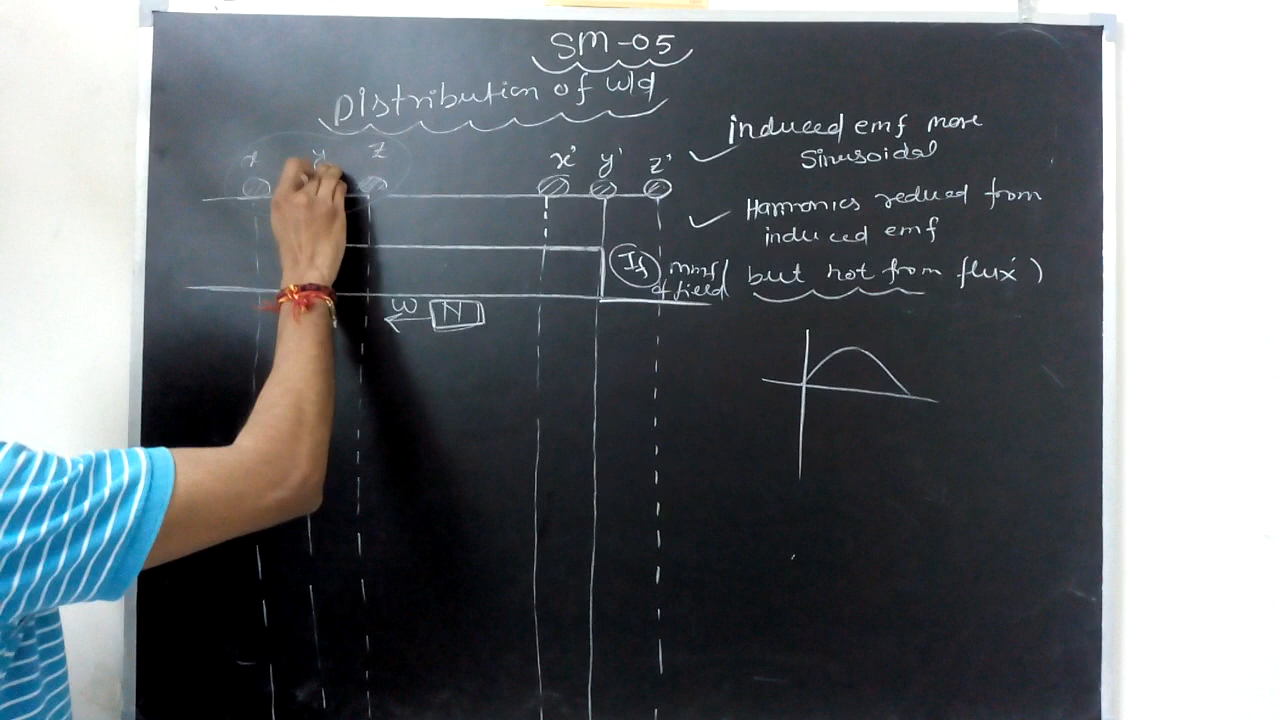 SM-05
Distribution of wdg
x y z x' y' z'
✓ induced emf more
Sinusoidal
✓ Harmonics reduced from
induced emf
(but not from flux)
If mmf
of field
ω N